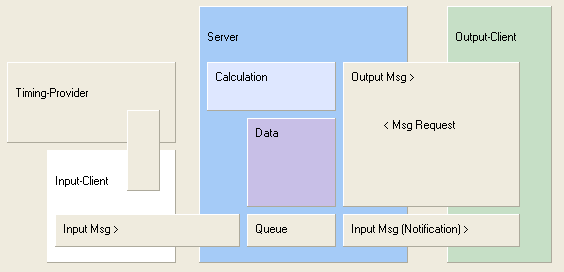 Server
Output-Client
Calculation
Output Msg >
Timing-Provider
< Msg Request
Data
Input-Client
Input Msg >
Queue
Input Msg (Notification) >